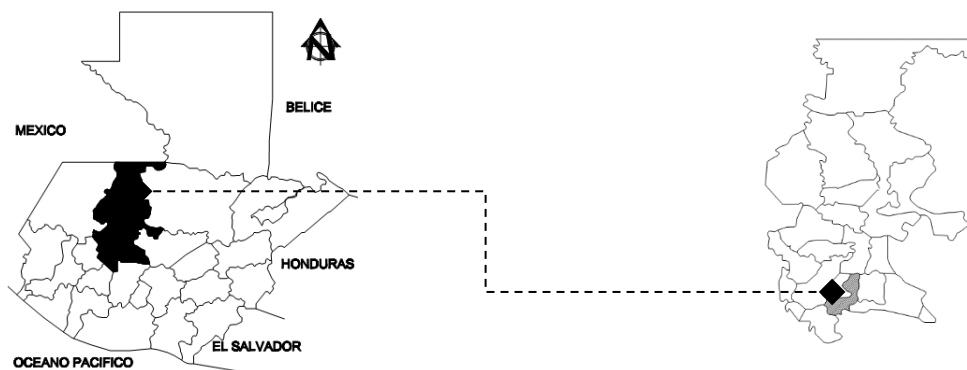 N
BELICE
MEXICO
HONDURAS
EL SALVADOR
OCEANO PACIFICO